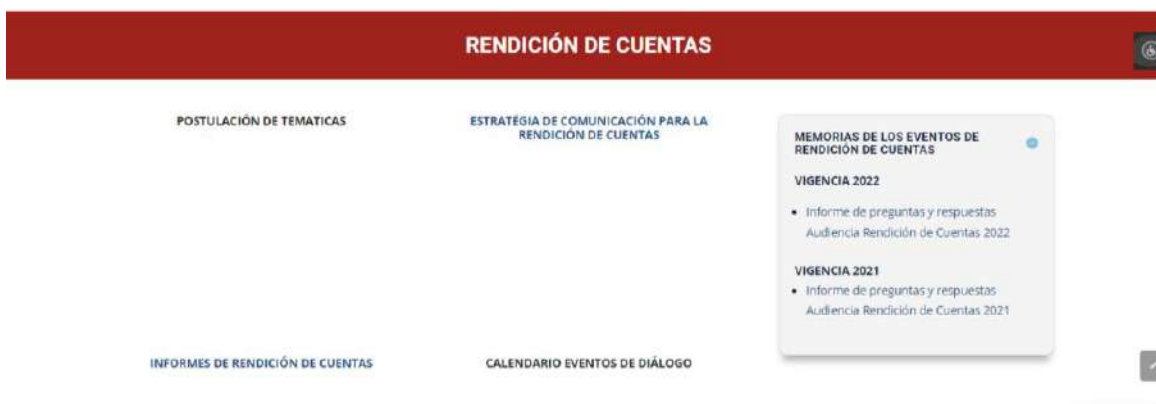 RENDICIÓN DE CUENTAS
POSTULACIÓN DE TEMATICAS
ESTRATÉGIA DE COMUNICACIÓN PARA LA
RENDICIÓN DE CUENTAS
MEMORIAS DE LOS EVENTOS DE
RENDICIÓN DE CUENTAS
VIGENCIA 2022
• Informe de preguntas y respuestas
Audiencia Rendición de Cuentas 2022
VIGENCIA 2021
• Informe de preguntas y respuestas
Audiencia Rendición de Cuentas 2021
INFORMES DE RENDICIÓN DE CUENTAS
CALENDARIO EVENTOS DE DIÁLOGO